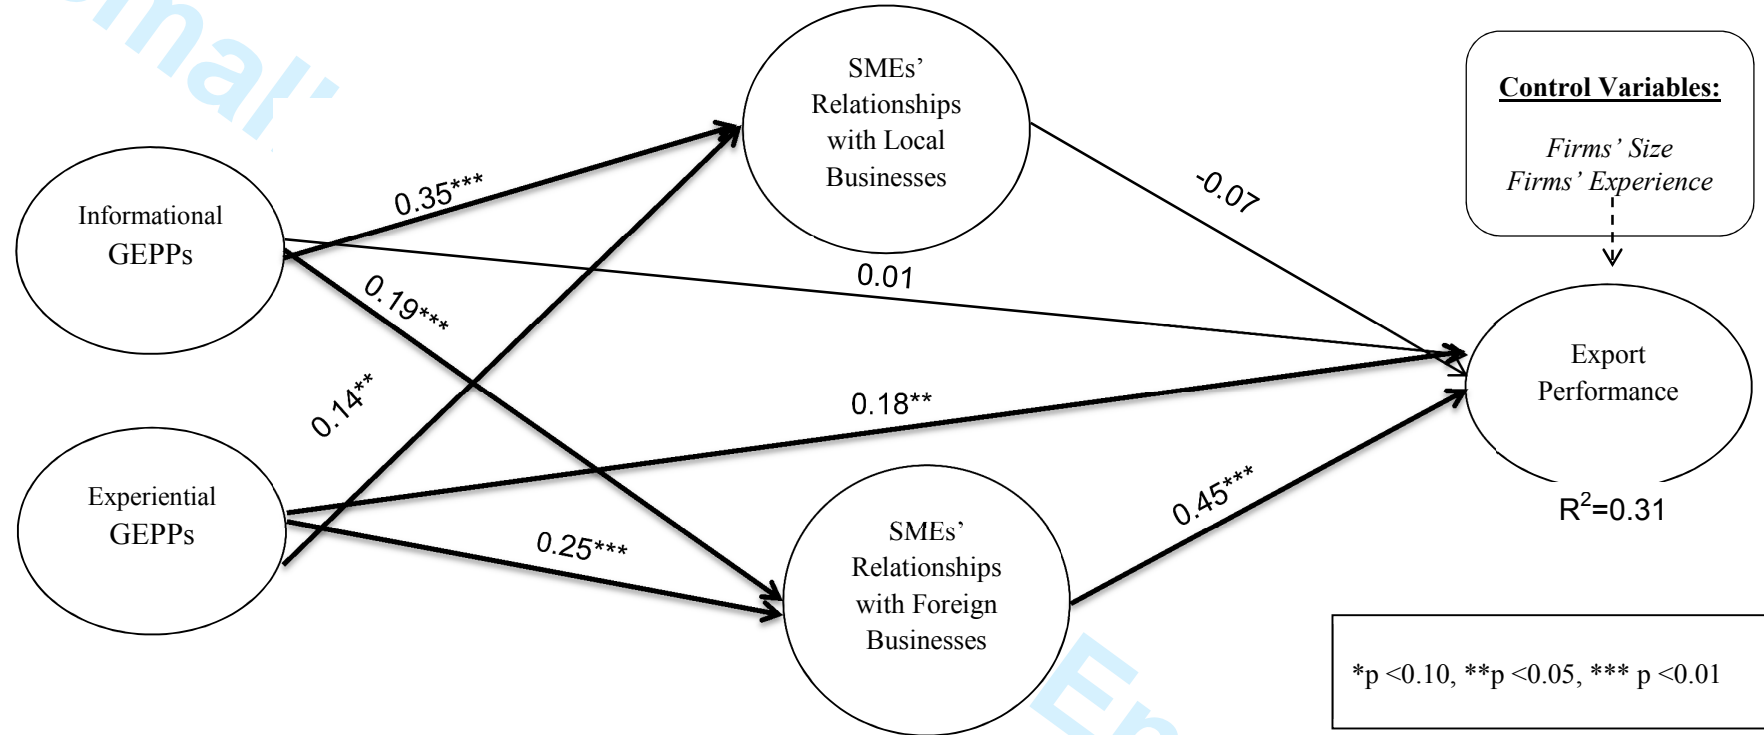 SMEs’
Relationships
with Local
Businesses
Control Variables:
Firms’ Size
Firms’ Experience
Informational
GEPPs
0.35***
-0.07
0.01
0.19***
Export
Performance
0.14**
0.18**
Experiential
GEPPs
0.25***
SMEs’
Relationships
with Foreign
Businesses
0.45***
R²=0.31
*p <0.10, **p <0.05, *** p <0.01